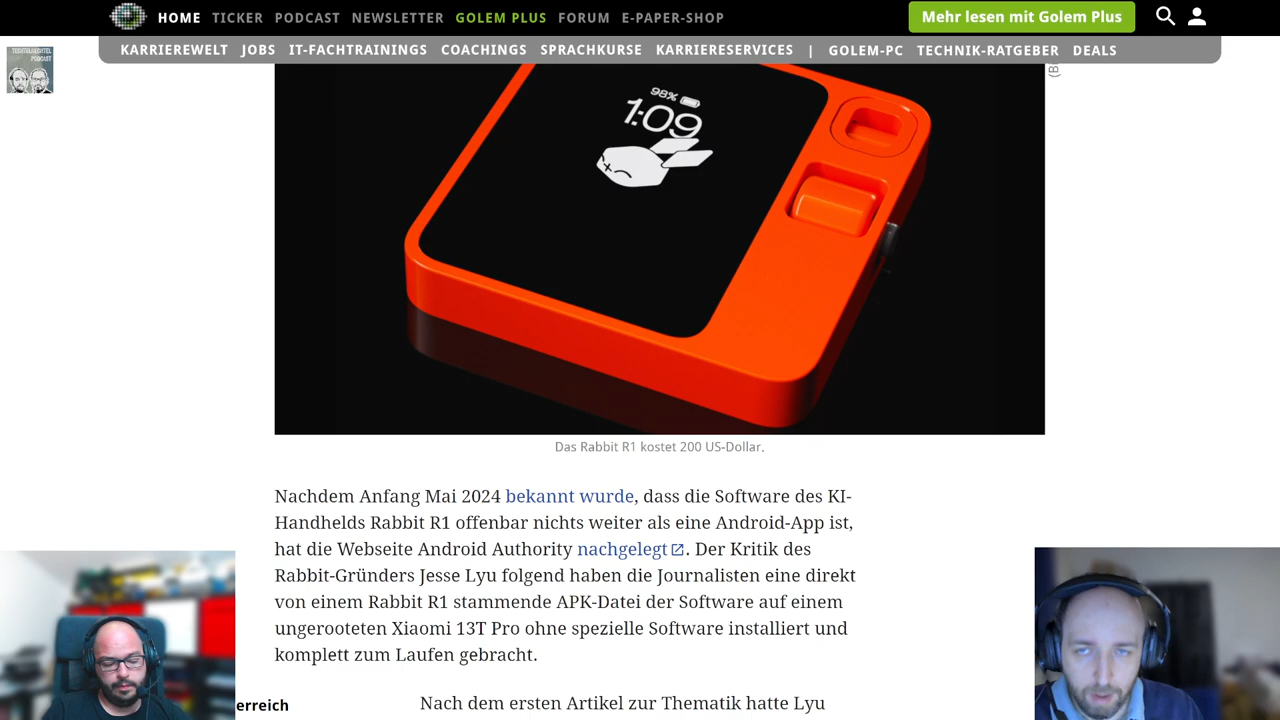 HOME TICKER PODCAST NEWSLETTER GOLEM PLUS FORUM E-PAPER-SHOP Mehr lesen mit Golem Plus
KARRIEREWELT JOBS IT-FACHTRAININGS COACHINGS SPRACHKURSE KARRIERESERVICES | GOLEM-PC TECHNIK-RATGEBER DEALS
PODCAST
98%
1:09
Das Rabbit R1 kostet 200 US-Dollar.
Nachdem Anfang Mai 2024 bekannt wurde, dass die Software des KI-
Handhelds Rabbit R1 offenbar nichts weiter als eine Android-App ist,
hat die Webseite Android Authority nachgelegt. Der Kritik des
Rabbit-Gründers Jesse Lyu folgend haben die Journalisten eine direkt
von einem Rabbit R1 stammende APK-Datei der Software auf einem
ungerooteten Xiaomi 13T Pro ohne spezielle Software installiert und
komplett zum Laufen gebracht.
erreich
Nach dem ersten Artikel zur Thematik hatte Lyu